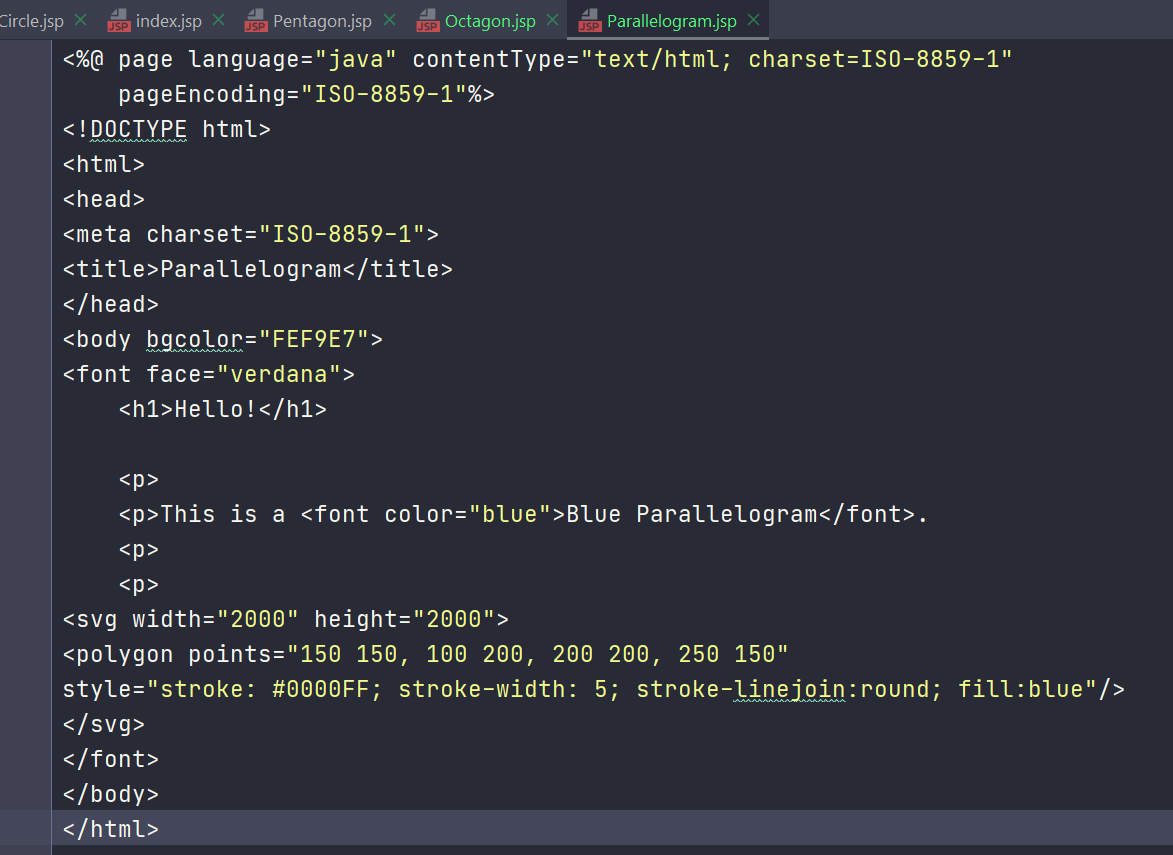 Circle.jsp index.jsp Pentagon.jsp Octagon.jsp Parallelogram.jsp
<%@ page language="java" contentType="text/html; charset=ISO-8859-1"
    pageEncoding="ISO-8859-1"%>
<!DOCTYPE html>
<html>
<head>
<meta charset="ISO-8859-1">
<title>Parallelogram</title>
</head>
<body bgcolor="FEF9E7">
<font face="verdana">
    <h1>Hello!</h1>

    <p>
    <p>This is a <font color="blue">Blue Parallelogram</font>.
    <p>
    <p>
<svg width="2000" height="2000">
<polygon points="150 150, 100 200, 200 200, 250 150"
style="stroke: #0000FF; stroke-width: 5; stroke-linejoin:round; fill:blue"/>
</svg>
</font>
</body>
</html>